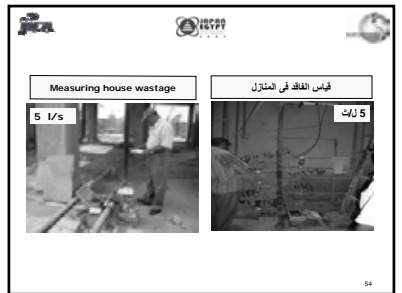 JAPAN
EGYPT
Measuring house wastage
قياس الفاقد فى المنازل
5 l/s
5 ل/ث
54